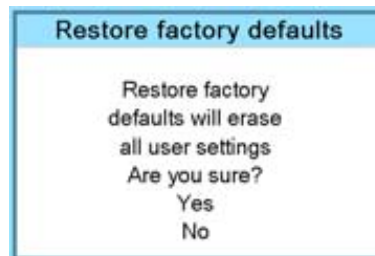 Restore factory defaults
Restore factory
defaults will erase
all user settings
Are you sure?
Yes
No